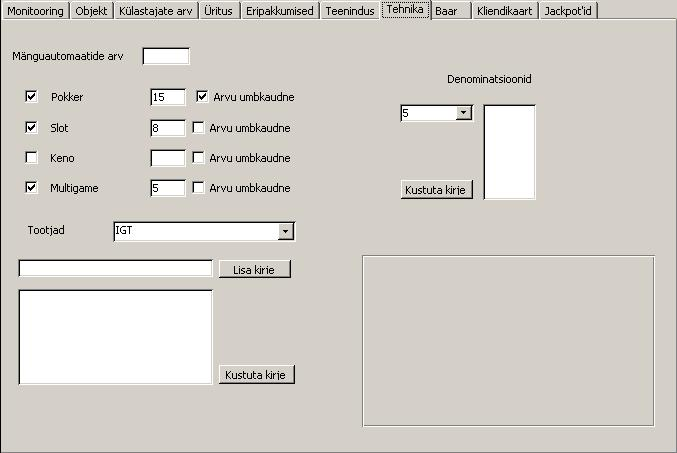 Monitooring Objekt Külastajate arv Üritus Eripakkumised Teenindus Tehnika Baar Kliendikaart Jackpot'id
Mänguautomaatide arv
Denominatsioonid
Pokker 15 Arvu umbkaudne
5
Slot 8 Arvu umbkaudne
Keno Arvu umbkaudne
Multigame 5 Arvu umbkaudne
Kustuta kirje
Tootjad IGT
Lisa kirje
Kustuta kirje